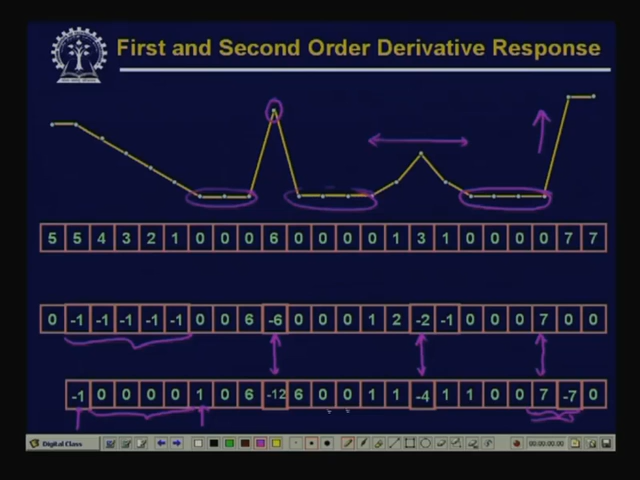 First and Second Order Derivative Response
5 5 4 3 2 1 0 0 0 6 0 0 0 0 1 3 1 0 0 0 0 7 7
0 -1 -1 -1 -1 -1 0 0 6 -6 0 0 0 1 2 -2 -1 0 0 0 7 0 0
-1 0 0 0 0 1 0 6 -12 6 0 0 1 1 -4 1 1 0 0 7 -7 0
Digital Class
00:00:00.00